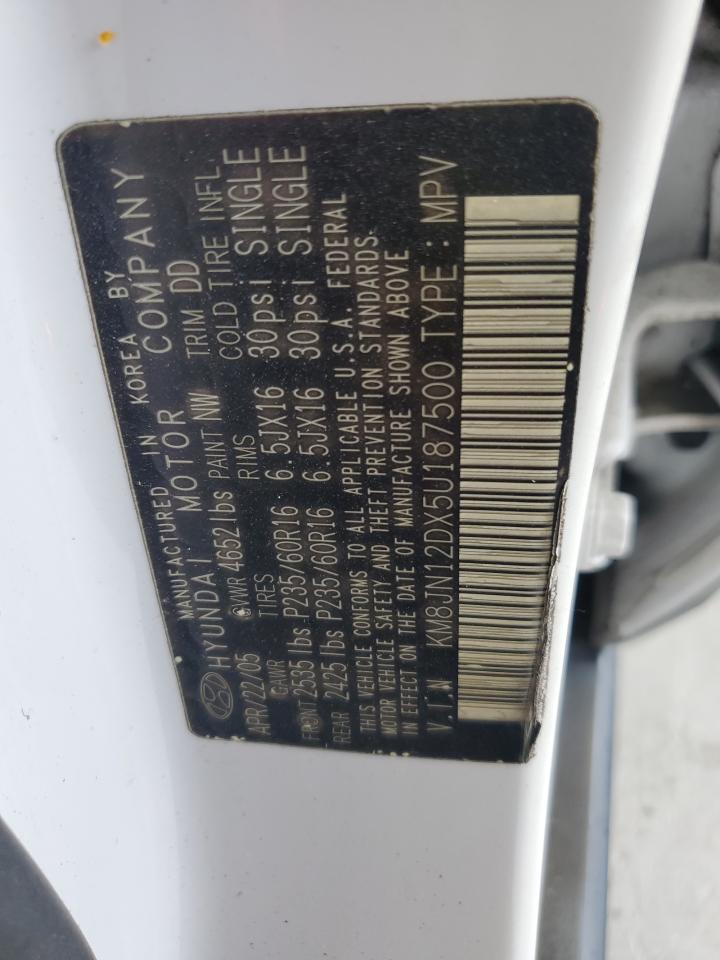 MANUFACTURED IN KOREA BY
HYUNDAI MOTOR COMPANY
APR/22/05 GVWR 4652 lbs PAINT NW TRIM DD
GAWR TIRES RIMS COLD TIRE INFL
FRONT 2535 lbs P235/60R16 6.5JX16 30psi SINGLE
REAR 2425 lbs P235/60R16 6.5JX16 30psi SINGLE
THIS VEHICLE CONFORMS TO ALL APPLICABLE U.S.A. FEDERAL
MOTOR VEHICLE SAFETY AND THEFT PREVENTION STANDARDS
IN EFFECT ON THE DATE OF MANUFACTURE SHOWN ABOVE
V.I.N KM8JN12DX5U187500 TYPE : MPV